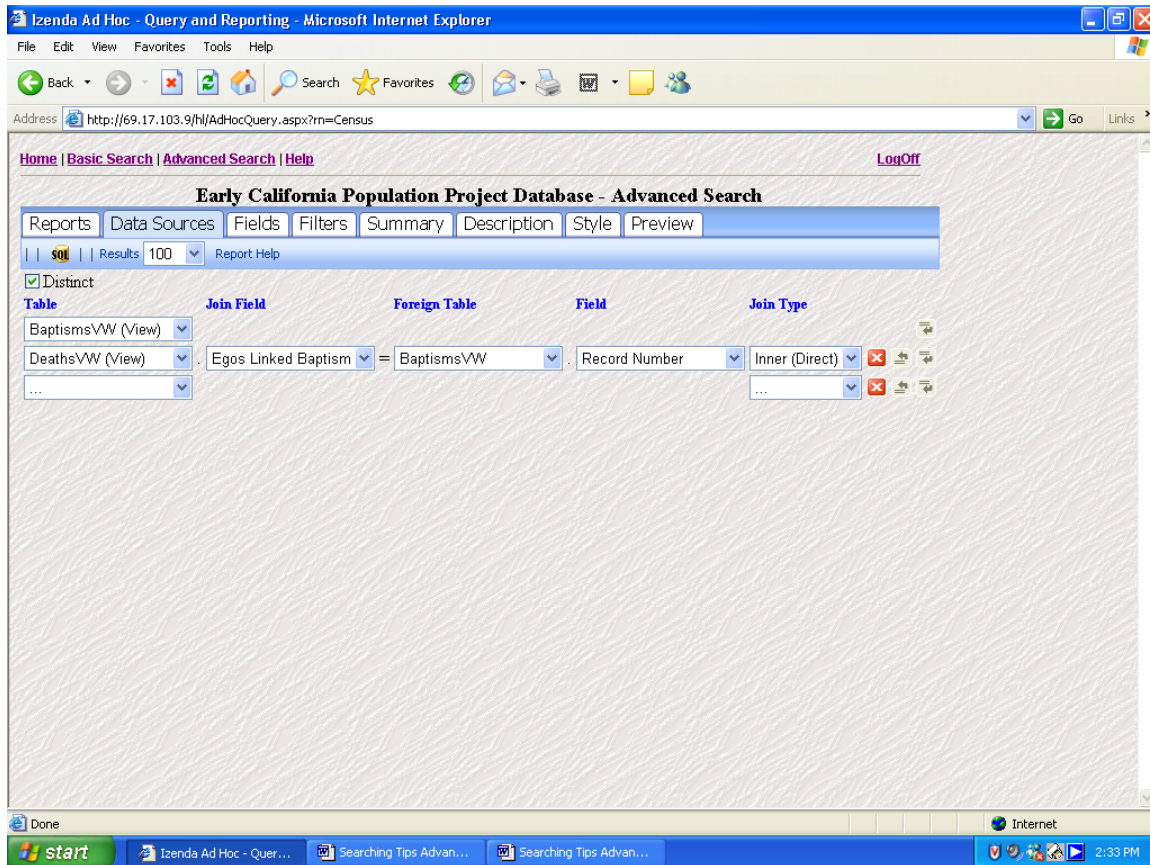 Izenda Ad Hoc - Query and Reporting - Microsoft Internet Explorer
File Edit View Favorites Tools Help
Back Search Favorites
Address http://69.17.103.9/hl/AdHocQuery.aspx?rn=Census Go Links
Home | Basic Search | Advanced Search | Help LogOff
Early California Population Project Database - Advanced Search
Reports Data Sources Fields Filters Summary Description Style Preview
| | SQL | | Results 100 Report Help
Distinct
Table Join Field Foreign Table Field Join Type
BaptismsVW (View)
DeathsVW (View) . Egos Linked Baptism = BaptismsVW . Record Number Inner (Direct)
... ...
Done Internet
start Izenda Ad Hoc - Quer... Searching Tips Advan... Searching Tips Advan... 2:33 PM